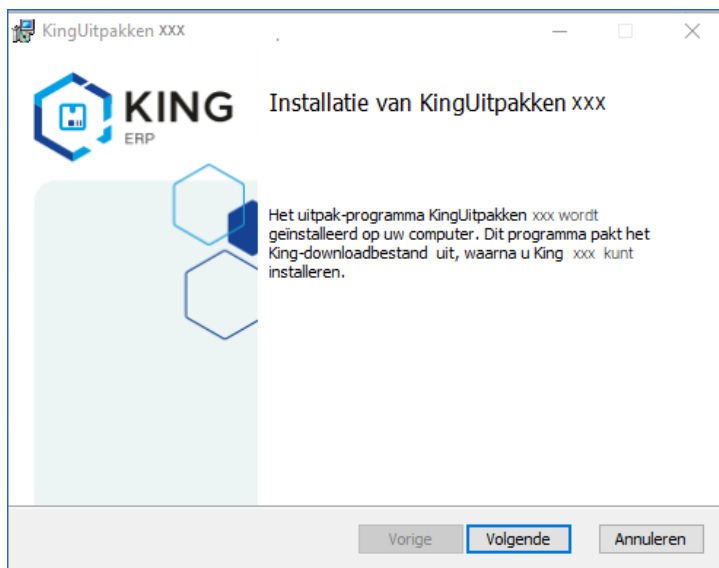 KingUitpakken xxx
KING
ERP
Installatie van KingUitpakken xxx
Het uitpak-programma KingUitpakken xxx wordt
geïnstalleerd op uw computer. Dit programma pakt het
King-downloadbestand uit, waarna u King xxx kunt
installeren.
Vorige
Volgende
Annuleren